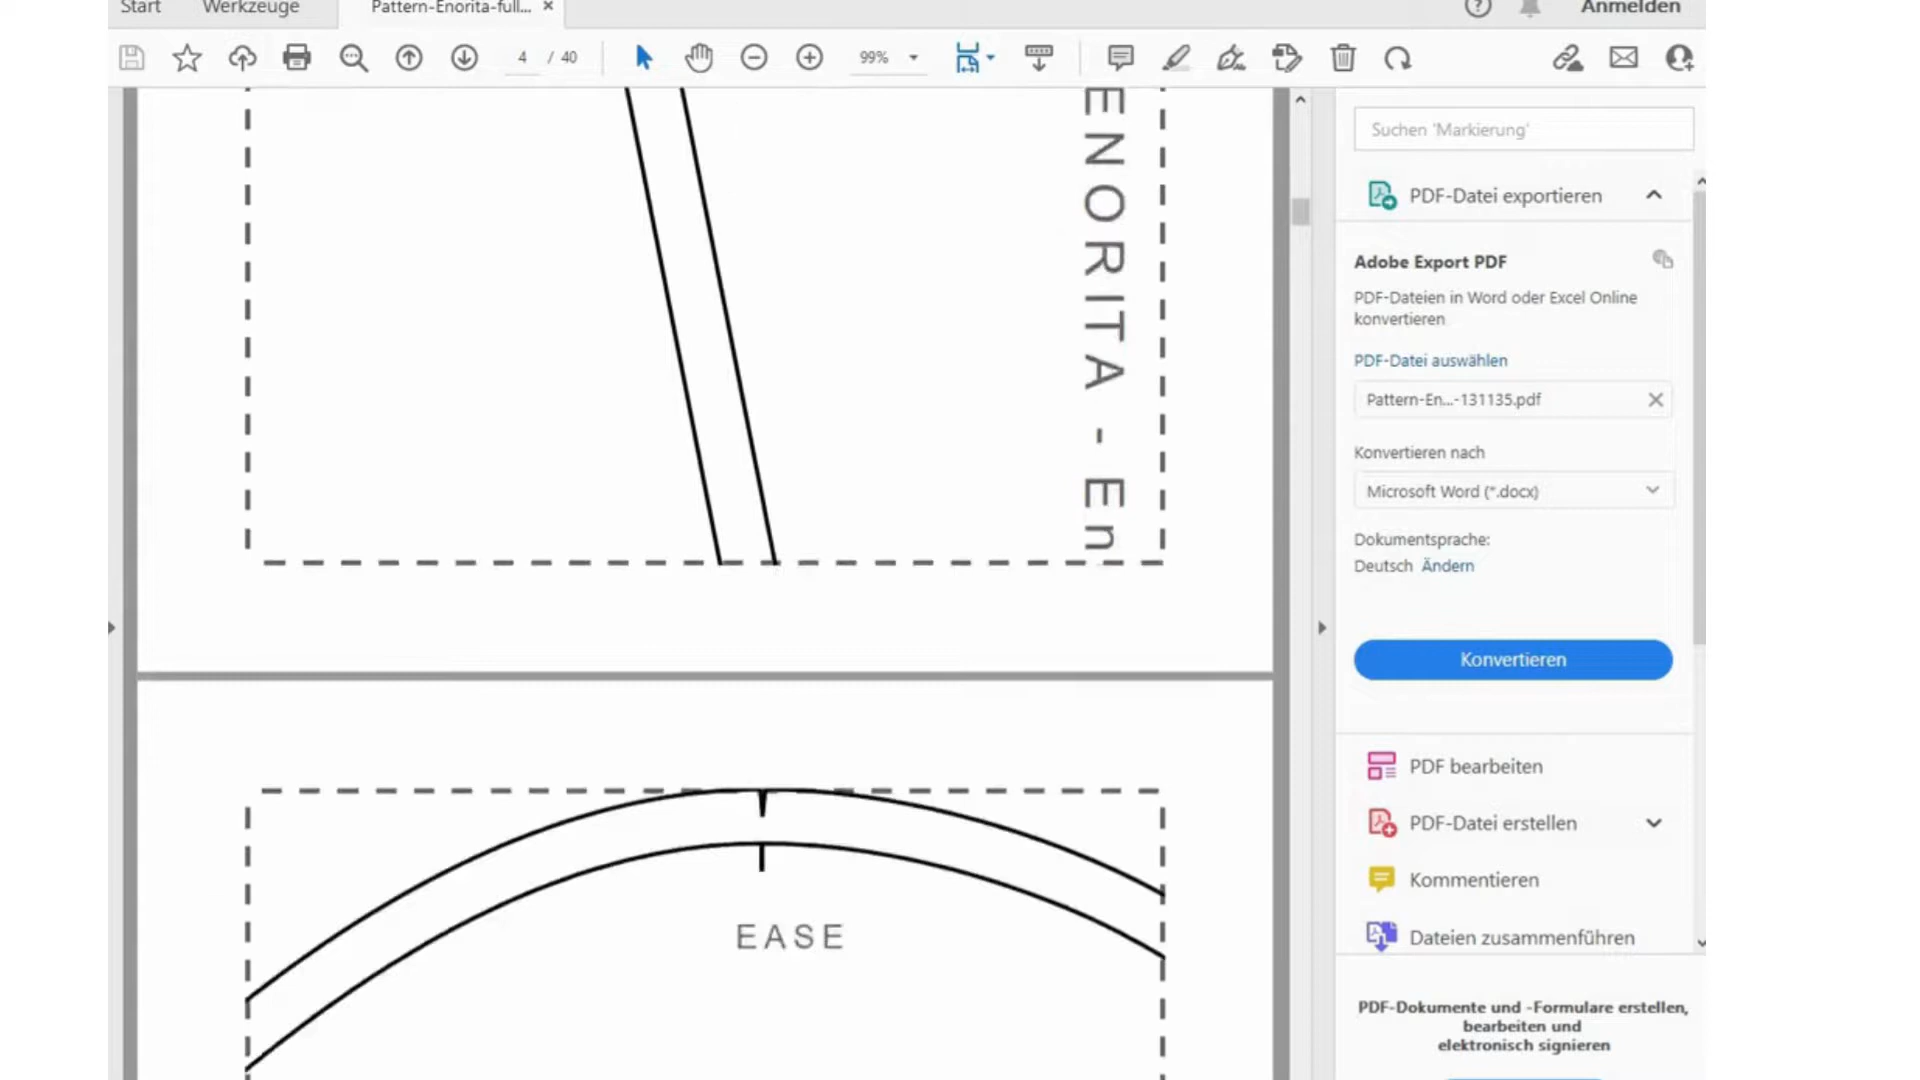 Start
Werkzeuge
Pattern-Enorita-full...
Anmelden
4 / 40
99%
ENORITA - En
EASE
Suchen 'Markierung'
PDF-Datei exportieren
Adobe Export PDF
PDF-Dateien in Word oder Excel Online
konvertieren
PDF-Datei auswählen
Pattern-En...-131135.pdf
Konvertieren nach
Microsoft Word (*.docx)
Dokumentsprache:
Deutsch Ändern
Konvertieren
PDF bearbeiten
PDF-Datei erstellen
Kommentieren
Dateien zusammenführen
PDF-Dokumente und -Formulare erstellen,
bearbeiten und
elektronisch signieren